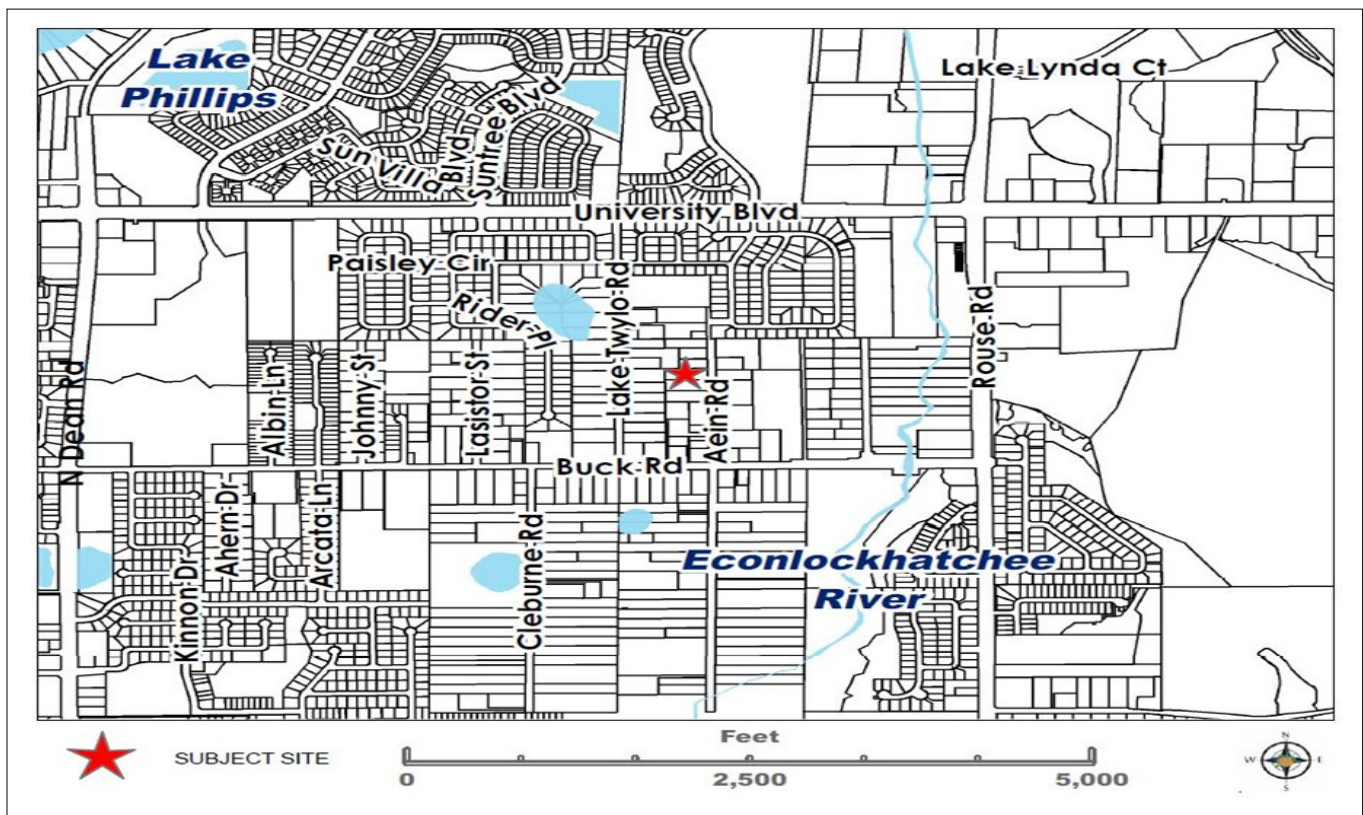 Lake
Phillips
Lake Lynda Ct
Suntree Blvd
Sun Villa
Blvd
University Blvd
Paisley Cir
Rider Pl
Lake Twylo Rd
Rouse Rd
N Dean Rd
Albin Ln
Johnny St
Lasistor St
Aein Rd
Buck Rd
Ahern Dr
Arcata Ln
Kinnon Dr
Cleburne Rd
Econlockhatchee
River
SUBJECT SITE
Feet
0
2,500
5,000
N
W
E
S